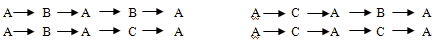 A → B → A → B → A A → C → A → B → A
A → B → A → C → A A → C → A → C → A